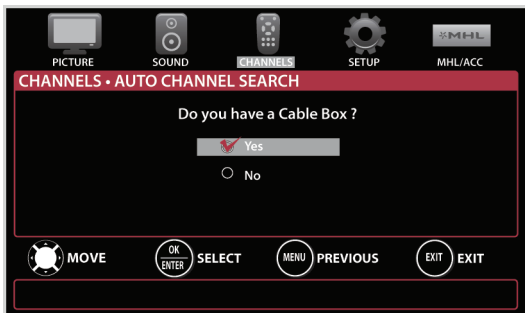 MHL
PICTURE SOUND CHANNELS SETUP MHL/ACC
CHANNELS • AUTO CHANNEL SEARCH
Do you have a Cable Box ?
Yes
No
MOVE OK ENTER SELECT MENU PREVIOUS EXIT EXIT